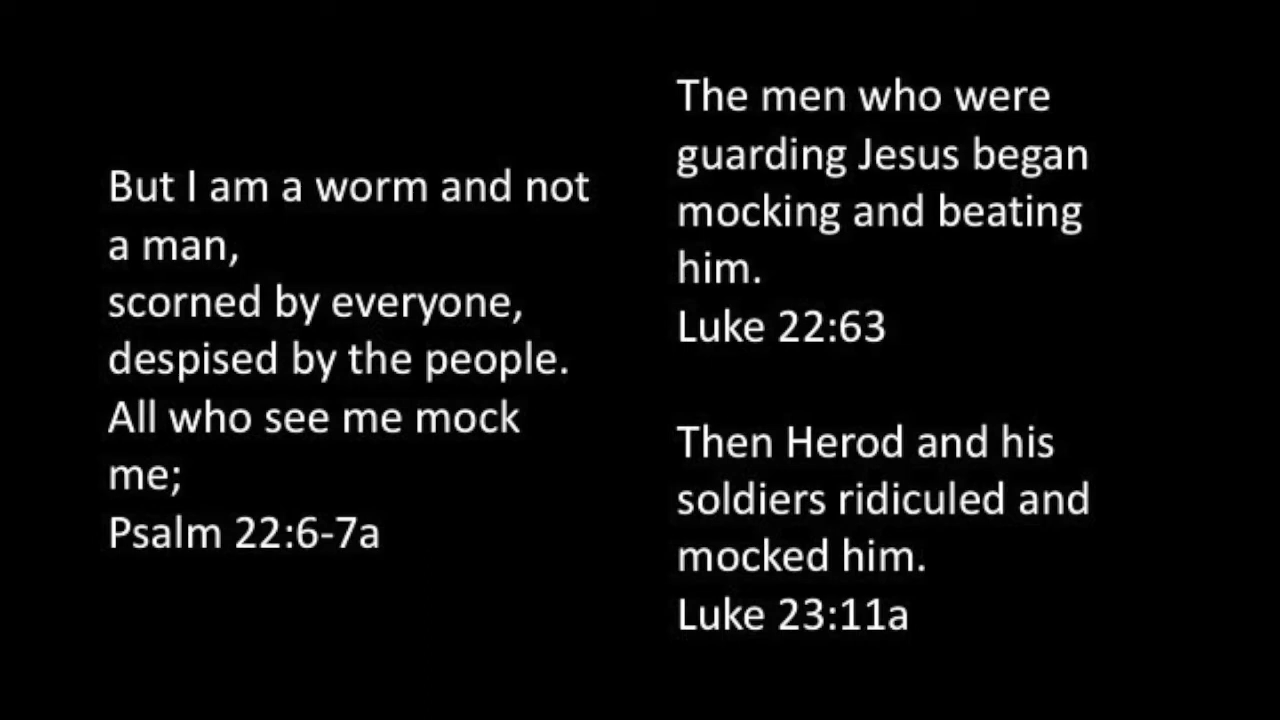 But I am a worm and not
a man,
scorned by everyone,
despised by the people.
All who see me mock
me;
Psalm 22:6-7a
The men who were
guarding Jesus began
mocking and beating
him.
Luke 22:63
Then Herod and his
soldiers ridiculed and
mocked him.
Luke 23:11a